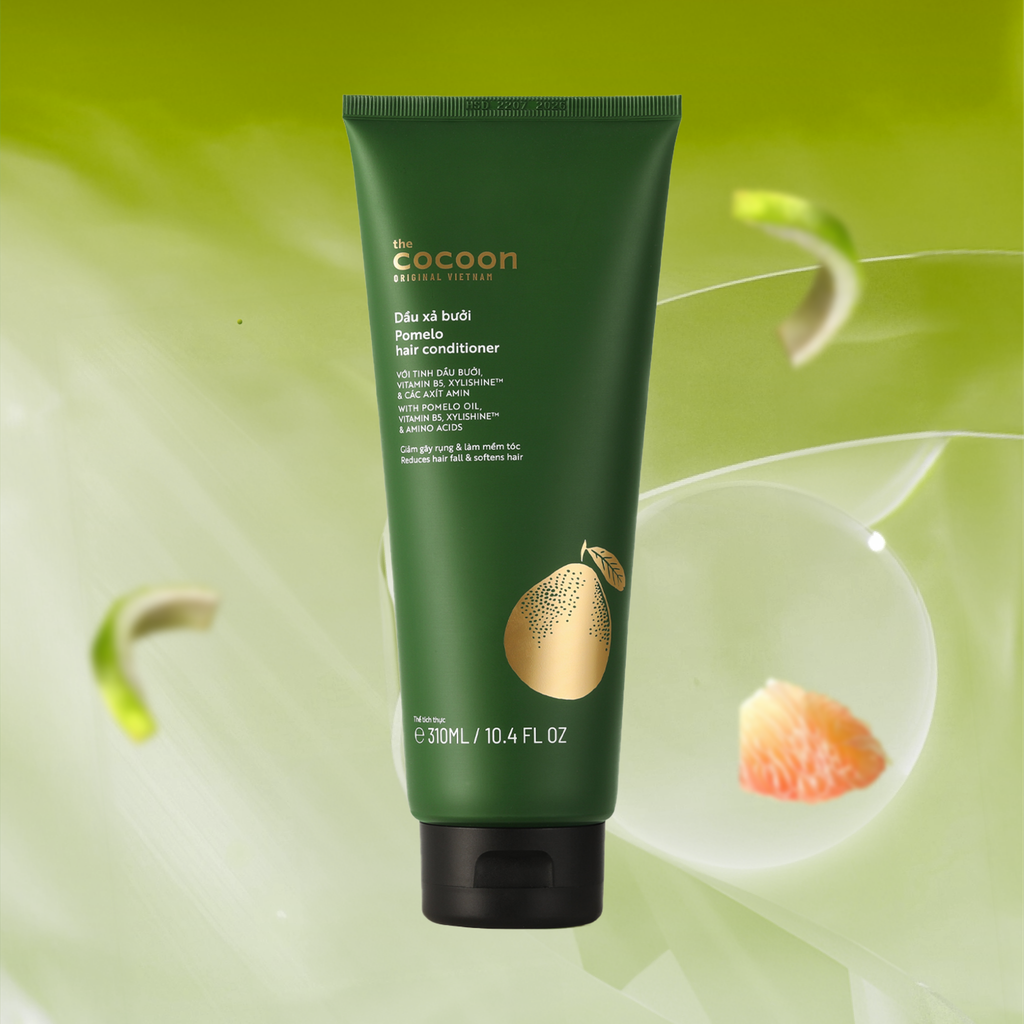 the
cocoon
ORIGINAL VIETNAM
Dầu xả bưởi
Pomelo
hair conditioner
VỚI TINH DẦU BƯỞI,
VITAMIN B5, XYLISHINE™
& CÁC AXÍT AMIN
WITH POMELO OIL,
VITAMIN B5, XYLISHINE™
& AMINO ACIDS
Giảm gãy rụng & làm mềm tóc
Reduces hair fall & softens hair
Thể tích thực
℮ 310ML / 10.4 FL OZ